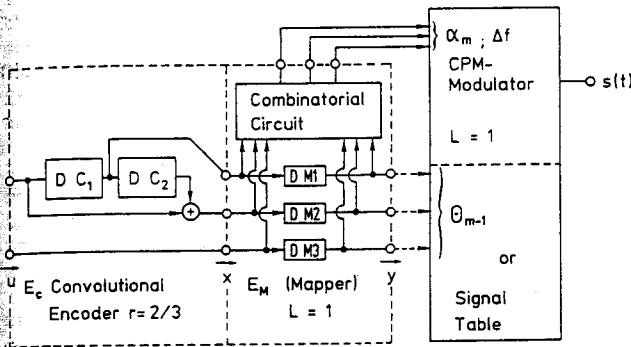 α_m ; Δf
CPM-
Modulator
s(t)
L = 1
Combinatorial
Circuit
D C₁
D C₂
+
D M1
D M2
D M3
Θ_{m-1}
or
Signal
Table
u
E_c Convolutional
Encoder r = 2/3
x
E_M (Mapper)
L = 1
y